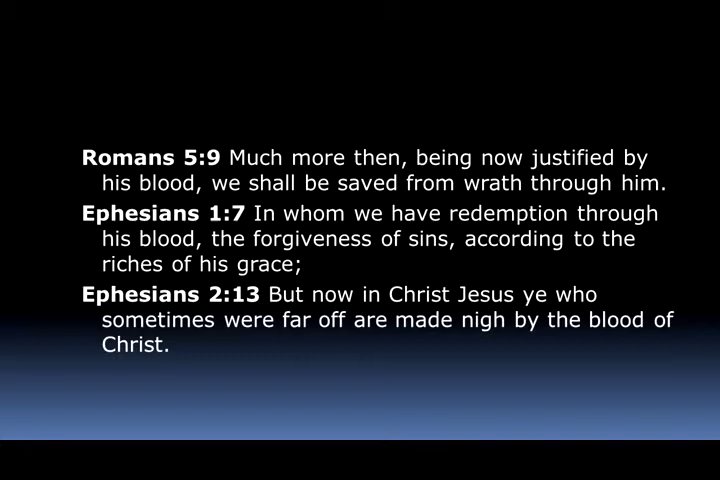 Romans 5:9 Much more then, being now justified by
his blood, we shall be saved from wrath through him.
Ephesians 1:7 In whom we have redemption through
his blood, the forgiveness of sins, according to the
riches of his grace;
Ephesians 2:13 But now in Christ Jesus ye who
sometimes were far off are made nigh by the blood of
Christ.